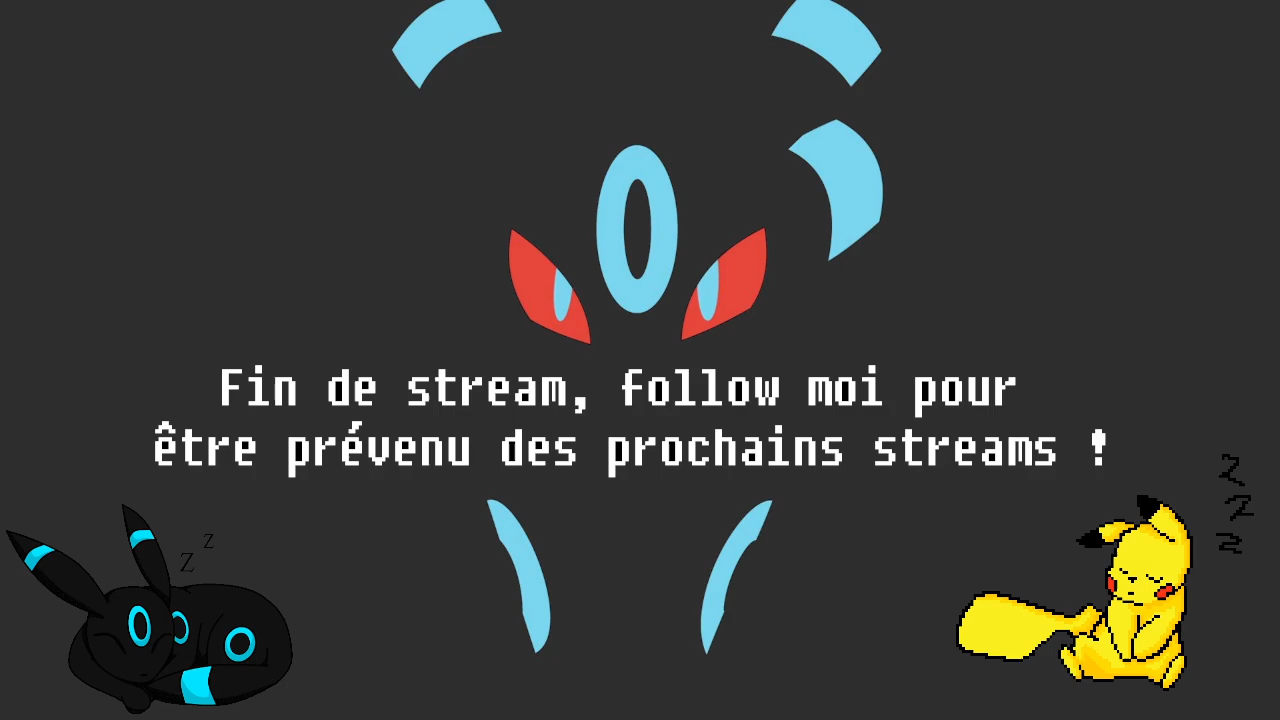 Fin de stream, follow moi pour
être prévenu des prochains streams !
z
Z
Z
Z
Z